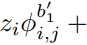 $z_i \phi_{i,j}^{b'_1} +$